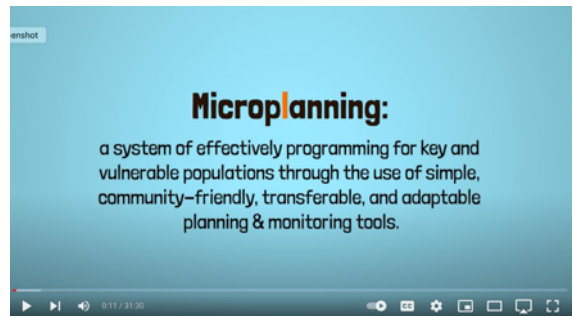 enshot
Microplanning:
a system of effectively programming for key and
vulnerable populations through the use of simple,
community-friendly, transferable, and adaptable
planning & monitoring tools.
0:11 / 31:30
CC